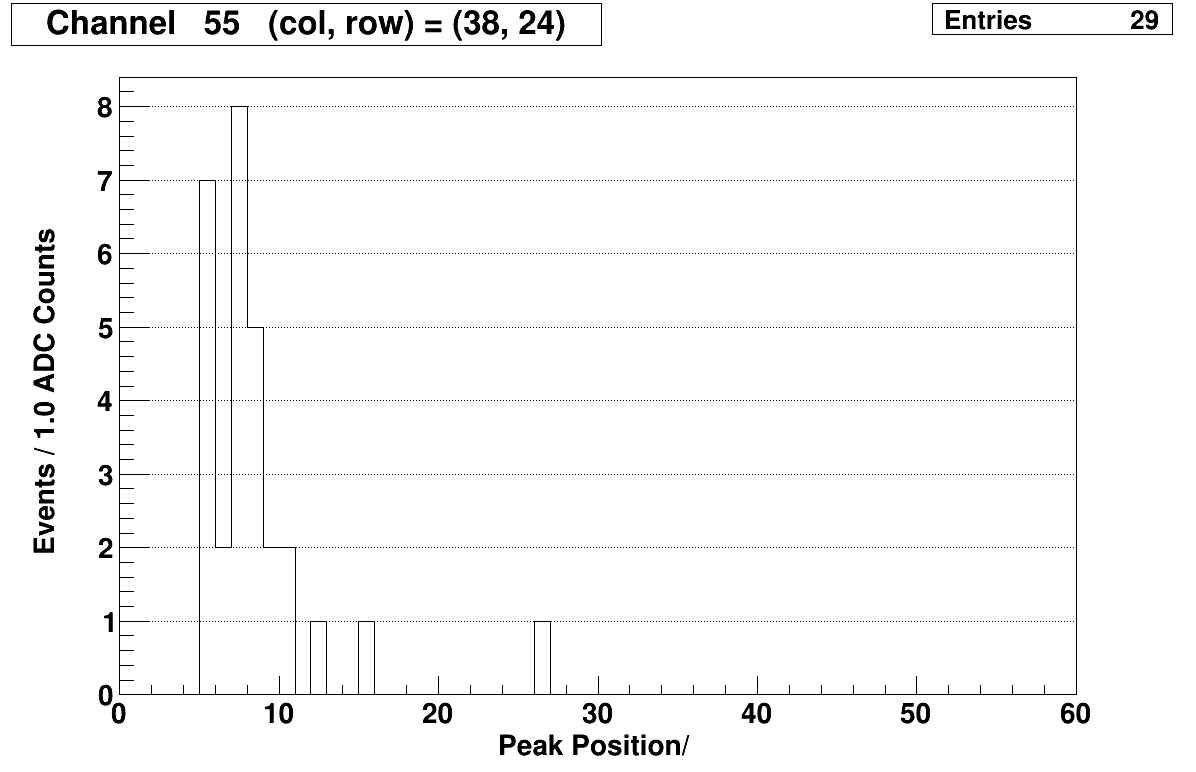 Channel 55 (col, row) = (38, 24)
Entries 29
Events / 1.0 ADC Counts
8
7
6
5
4
3
2
1
0
0 10 20 30 40 50 60
Peak Position/